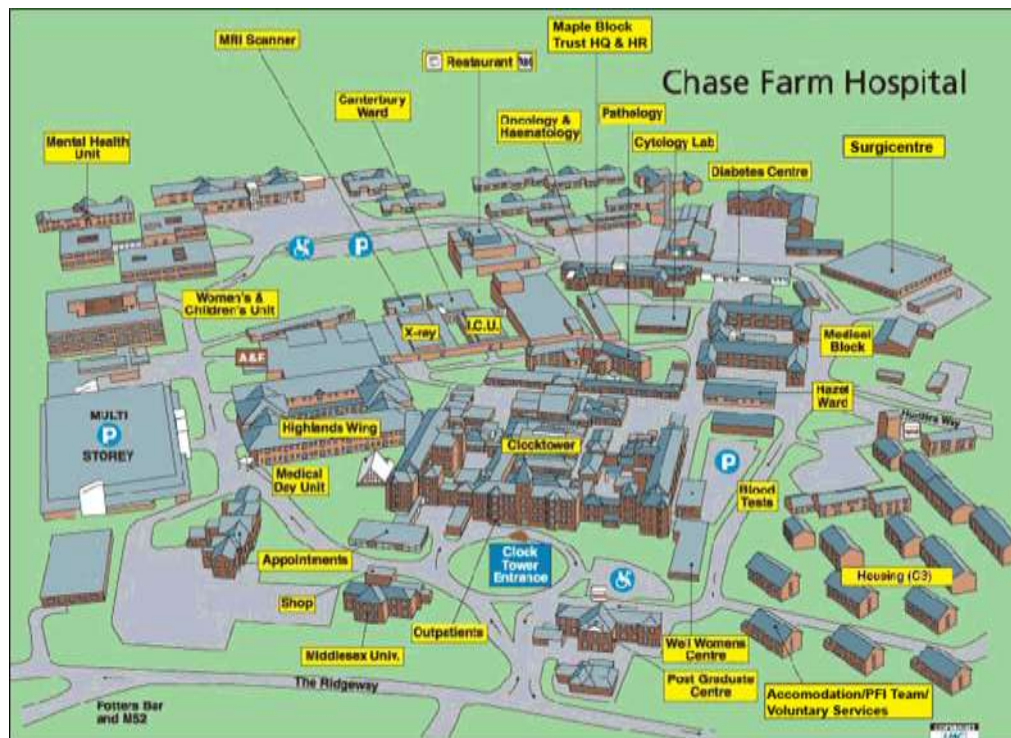 Maple Block
Trust HQ & HR
MRI Scanner
Restaurant
Chase Farm Hospital
Canterbury
Ward
Oncology &
Haematology
Pathology
Cytology Lab
Mental Health
Unit
Surgicentre
Diabetes Centre
P
Women's &
Children's Unit
X-ray
I.C.U.
Medical
Block
A&E
Hazel
Ward
MULTI
P
STOREY
Highlands Wing
Clocktower
Hunters Way
P
Medical
Day Unit
Blood
Tests
Appointments
Clock
Tower
Entrance
Housing (C3)
Shop
Outpatients
Middlesex Univ.
Well Womens
Centre
Post Graduate
Centre
The Ridgeway
Accomodation/PFI Team/
Voluntary Services
Potters Bar
and M52